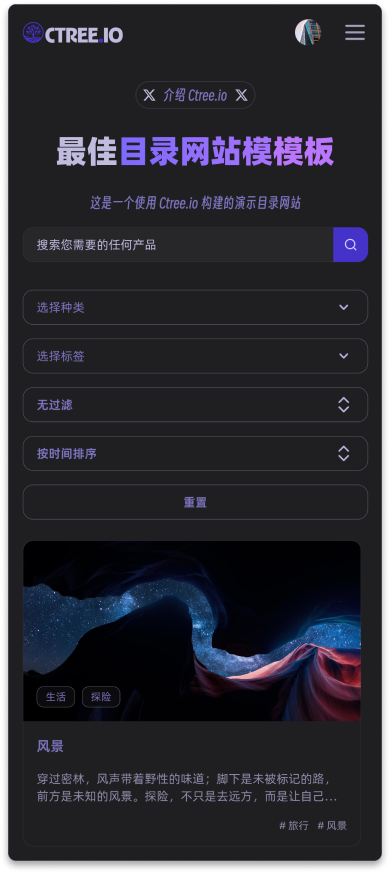 CTREE.IO
介绍 Ctree.io
最佳目录网站模模板
这是一个使用 Ctree.io 构建的演示目录网站
搜索您需要的任何产品
选择种类
选择标签
无过滤
按时间排序
重置
生活 探险
风景
穿过密林，风声带着野性的味道；脚下是未被标记的路，
前方是未知的风景。探险，不只是去远方，而是让自己...
# 旅行 # 风景